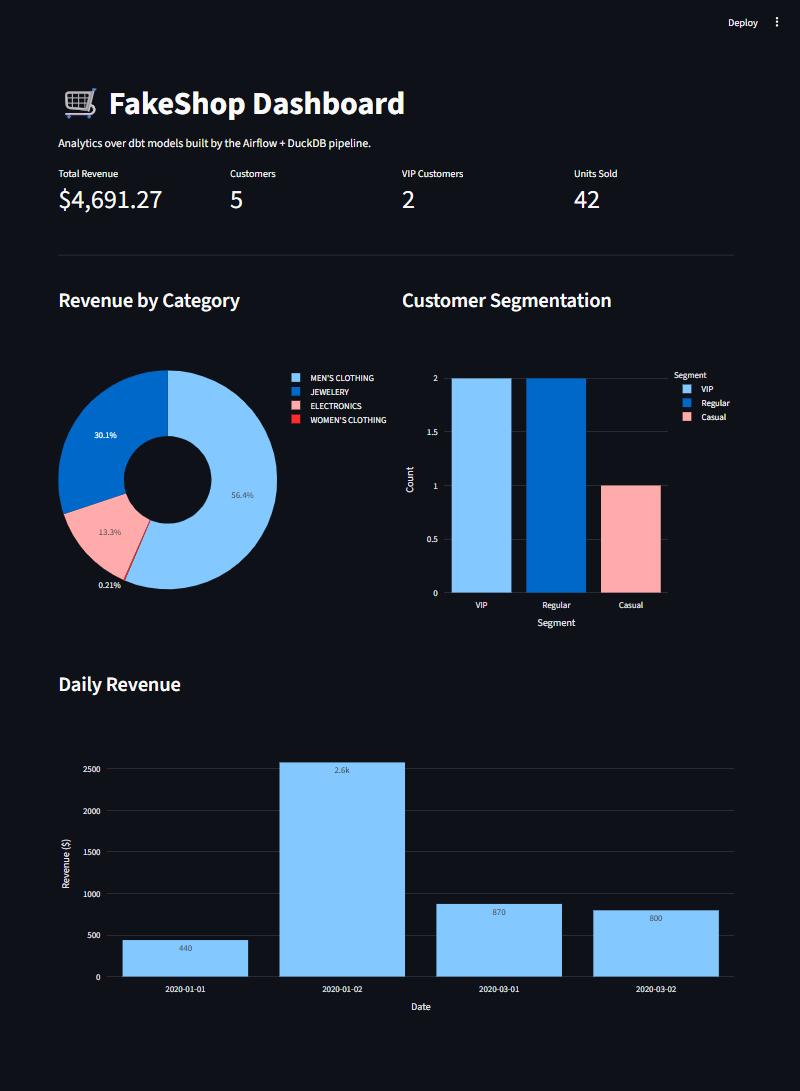 Deploy
FakeShop Dashboard
Analytics over dbt models built by the Airflow + DuckDB pipeline.
Total Revenue
$4,691.27
Customers
5
VIP Customers
2
Units Sold
42
Revenue by Category
MEN'S CLOTHING
JEWELERY
ELECTRONICS
WOMEN'S CLOTHING
30.1%
56.4%
13.3%
0.21%
Customer Segmentation
Segment
VIP
Regular
Casual
Count
2
1.5
1
0.5
0
VIP
Regular
Casual
Segment
Daily Revenue
Revenue ($)
2500
2000
1500
1000
500
0
440
2.6k
870
800
2020-01-01
2020-01-02
2020-03-01
2020-03-02
Date